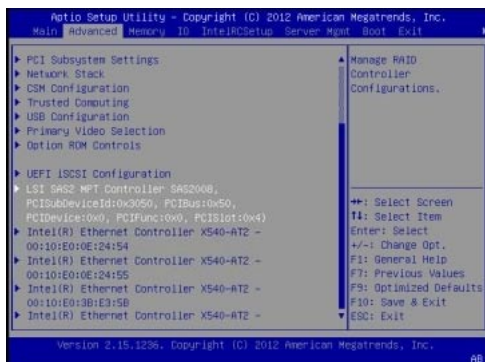 Aptio Setup Utility – Copyright (C) 2012 American Megatrends, Inc.
Main Advanced Memory IO IntelRCSetup Server Mgmt Boot Exit
PCI Subsystem Settings
Network Stack
CSM Configuration
Trusted Computing
USB Configuration
Primary Video Selection
Option ROM Controls
UEFI iSCSI Configuration
LSI SAS2 MPT Controller SAS2008,
PCISubDeviceId:0x3050, PCIBus:0x50,
PCIDevice:0x0, PCIFunc:0x0, PCISlot:0x4)
Intel(R) Ethernet Controller X540-AT2 –
00:10:E0:0E:24:54
Intel(R) Ethernet Controller X540-AT2 –
00:10:E0:0E:24:55
Intel(R) Ethernet Controller X540-AT2 –
00:10:E0:3B:E3:5B
Intel(R) Ethernet Controller X540-AT2 –
Manage RAID
Controller
Configurations.
↔: Select Screen
↑↓: Select Item
Enter: Select
+/-: Change Opt.
F1: General Help
F7: Previous Values
F9: Optimized Defaults
F10: Save & Exit
ESC: Exit
Version 2.15.1236. Copyright (C) 2012 American Megatrends, Inc.
AB